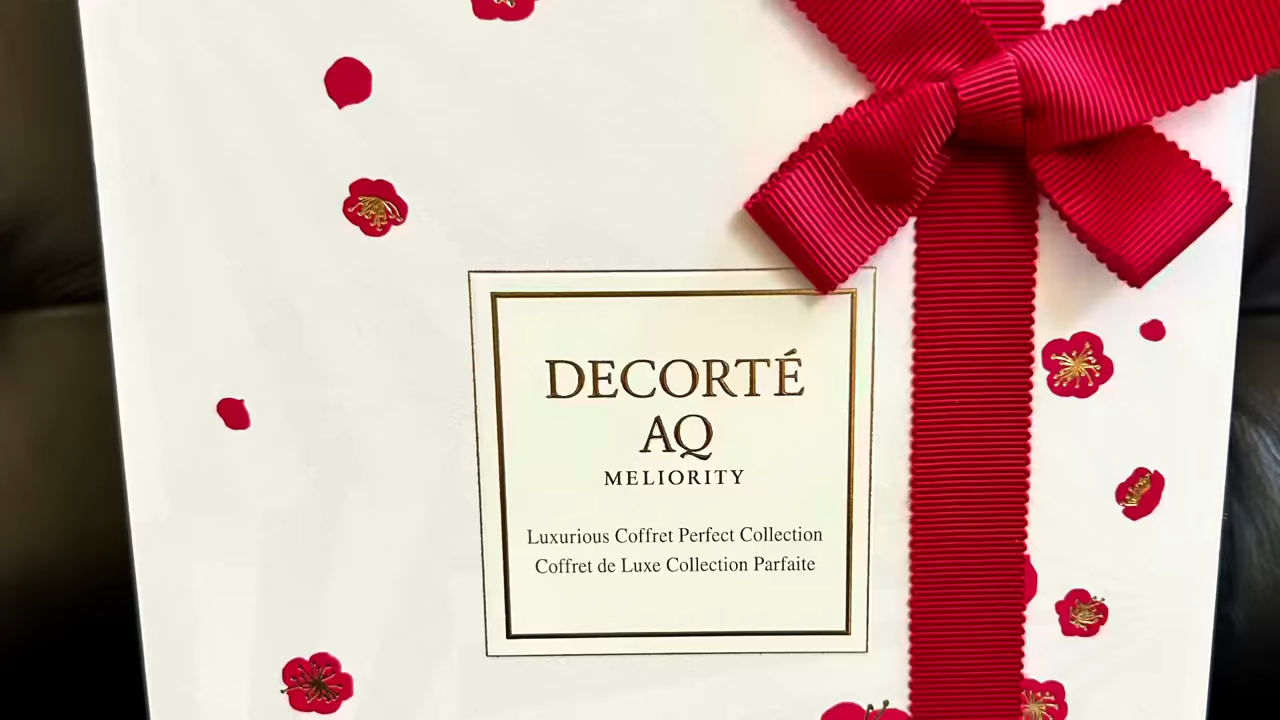 DECORTÉ
AQ
MELIORITY
Luxurious Coffret Perfect Collection
Coffret de Luxe Collection Parfaite